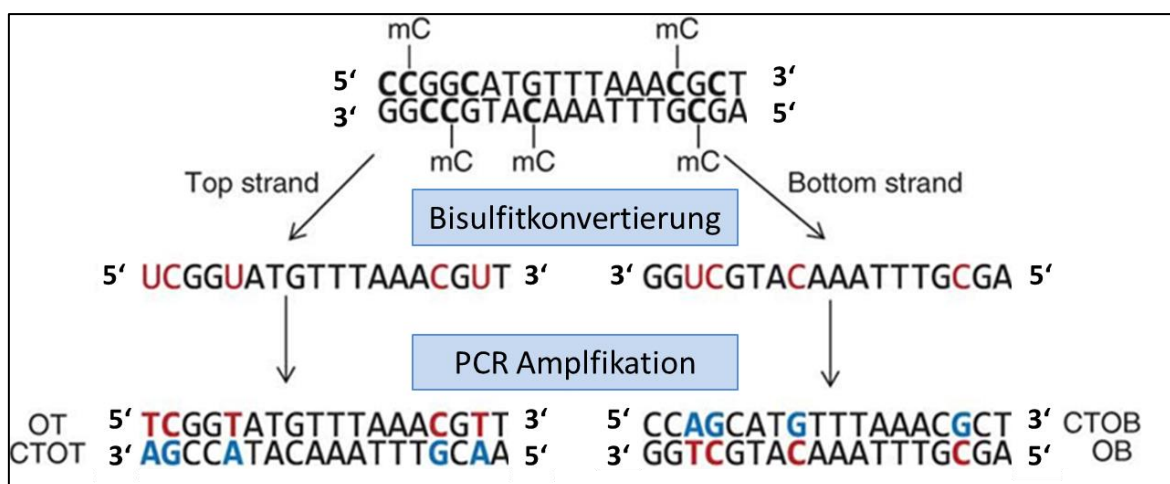 mC mC
5‘ CCGGCATGTTTAAACGCT 3‘
3‘ GGCCGTACAAATTTGCGA 5‘
mC mC mC
Top strand Bottom strand
Bisulfitkonvertierung
5‘ UCGGUATGTTTAAACGUT 3‘ 3‘ GGUCGTACAAATTTGCGA 5‘
PCR Amplfikation
OT 5‘ TCGGTATGTTTAAACGTT 3‘ 5‘ CCAGCATGTTTAAACGCT 3‘ CTOB
CTOT 3‘ AGCCATACAAATTTGCAA 5‘ 3‘ GGTCGTACAAATTTGCGA 5‘ OB